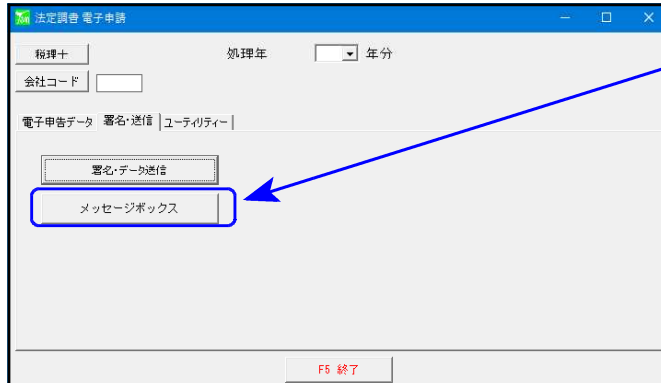 法定調書 電子申請
税理士 処理年 年分
会社コード
電子申告データ 署名・送信 ユーティリティー
署名・データ送信
メッセージボックス
F5 終了